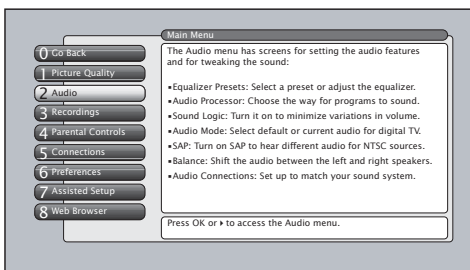 Main Menu
0 Go Back
1 Picture Quality
2 Audio
3 Recordings
4 Parental Controls
5 Connections
6 Preferences
7 Assisted Setup
8 Web Browser
The Audio menu has screens for setting the audio features
and for tweaking the sound:
▪Equalizer Presets: Select a preset or adjust the equalizer.
▪Audio Processor: Choose the way for programs to sound.
▪Sound Logic: Turn it on to minimize variations in volume.
▪Audio Mode: Select default or current audio for digital TV.
▪SAP: Turn on SAP to hear different audio for NTSC sources.
▪Balance: Shift the audio between the left and right speakers.
▪Audio Connections: Set up to match your sound system.
Press OK or ▸ to access the Audio menu.